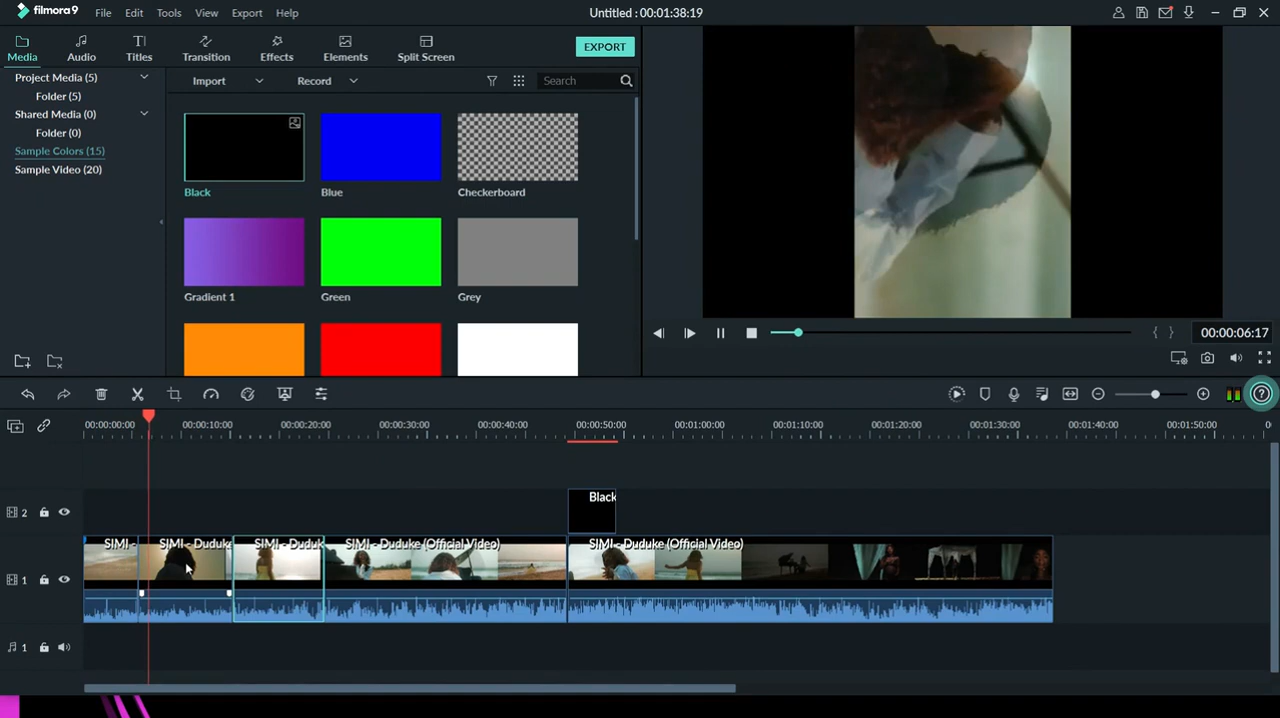 filmora9 File Edit Tools View Export Help Untitled : 00:01:38:19
Media Audio Titles Transition Effects Elements Split Screen EXPORT
Project Media (5)
Folder (5)
Shared Media (0)
Folder (0)
Sample Colors (15)
Sample Video (20)
Import Record Search
Black Blue Checkerboard
Gradient 1 Green Grey
00:00:06:17
00:00:00:00 00:00:10:00 00:00:20:00 00:00:30:00 00:00:40:00 00:00:50:00 00:01:00:00 00:01:10:00 00:01:20:00 00:01:30:00 00:01:40:00 00:01:50:00 0
2 Black
SIMI - SIMI - Duduke SIMI - Duduk SIMI - Duduke (Official Video) SIMI - Duduke (Official Video)
1
1